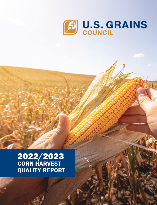 U.S. GRAINS
COUNCIL
2022/2023
CORN HARVEST
QUALITY REPORT